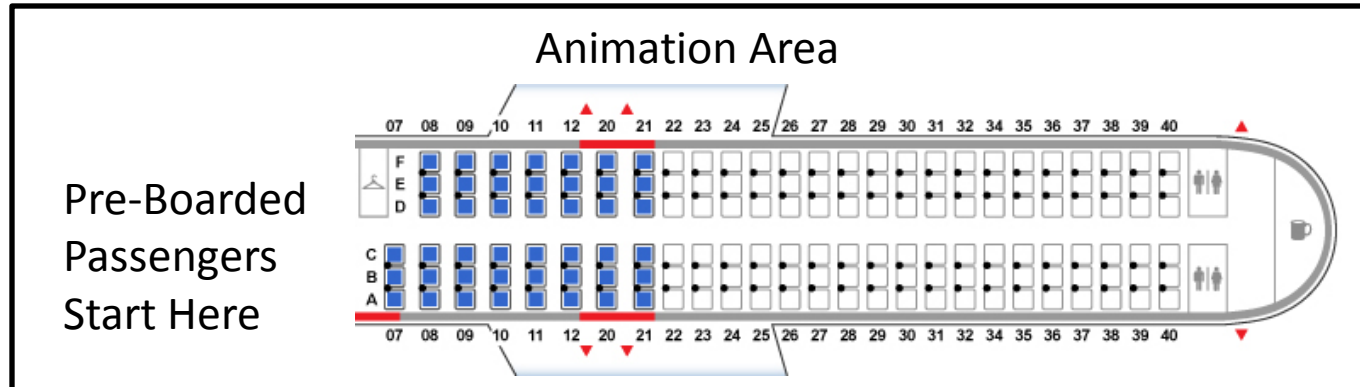 Animation Area
07 08 09 10 11 12 20 21 22 23 24 25 26 27 28 29 30 31 32 34 35 36 37 38 39 40
F
E
D
Pre-Boarded
Passengers
Start Here
C
B
A
07 08 09 10 11 12 20 21 22 23 24 25 26 27 28 29 30 31 32 34 35 36 37 38 39 40